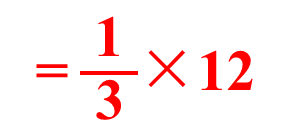 = 1/3 × 12